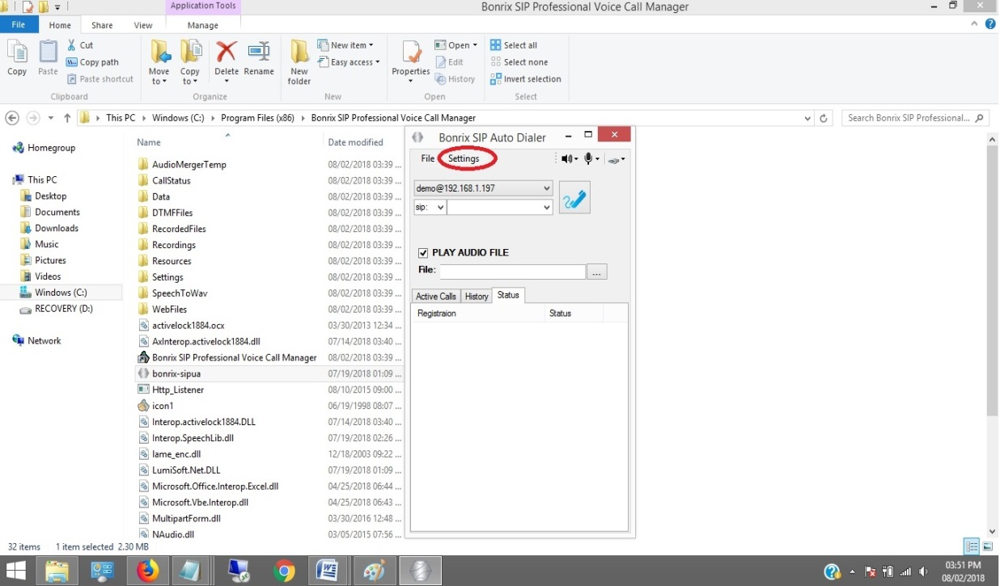 Application Tools
Bonrix SIP Professional Voice Call Manager
File Home Share View Manage
Copy
Paste
Cut
Copy path
Paste shortcut
Clipboard
Move to
Copy to
Delete
Rename
Organize
New folder
New item
Easy access
New
Properties
Open
Edit
History
Open
Select all
Select none
Invert selection
Select
This PC Windows (C:) Program Files (x86) Bonrix SIP Professional Voice Call Manager
Search Bonrix SIP Professional...
Homegroup
This PC
Desktop
Documents
Downloads
Music
Pictures
Videos
Windows (C:)
RECOVERY (D:)
Network
Name Date modified
AudioMergerTemp 08/02/2018 03:39 ...
CallStatus 08/02/2018 03:39 ...
Data 08/02/2018 03:39 ...
DTMFFiles 08/02/2018 03:39 ...
RecordedFiles 08/02/2018 03:39 ...
Recordings 08/02/2018 03:39 ...
Resources 08/02/2018 03:39 ...
Settings 08/02/2018 03:39 ...
SpeechToWav 08/02/2018 03:39 ...
WebFiles 08/02/2018 03:39 ...
activelock1884.ocx 03/30/2013 12:34 ...
AxInterop.activelock1884.dll 07/14/2018 03:40 ...
Bonrix SIP Professional Voice Call Manager 08/02/2018 03:39 ...
bonrix-sipua 07/19/2018 01:09 ...
Http_Listener 08/10/2015 09:00 ...
icon1 06/19/1998 08:07 ...
Interop.activelock1884.DLL 07/14/2018 03:40 ...
Interop.SpeechLib.dll 07/19/2018 02:26 ...
lame_enc.dll 12/18/2003 09:22 ...
LumiSoft.Net.DLL 07/19/2018 01:09 ...
Microsoft.Office.Interop.Excel.dll 04/25/2018 06:44 ...
Microsoft.Vbe.Interop.dll 04/25/2018 06:43 ...
MultipartForm.dll 03/30/2016 12:48 ...
NAudio.dll 03/05/2015 07:56 ...
Bonrix SIP Auto Dialer
File Settings
demo@192.168.1.197
sip:
PLAY AUDIO FILE
File: ...
Active Calls History Status
Registraion Status
32 items 1 item selected 2.30 MB
03:51 PM
08/02/2018